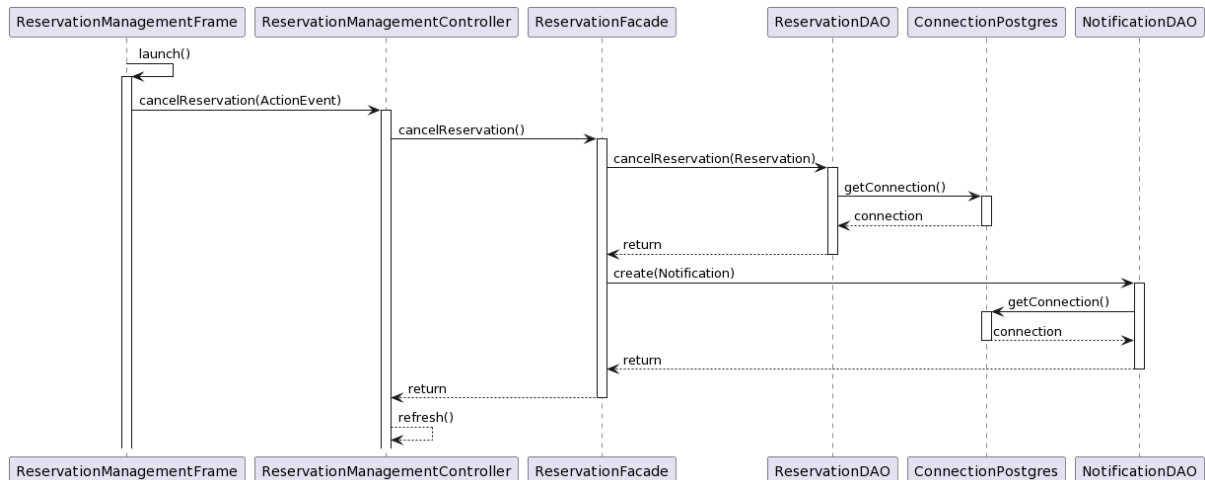 ReservationManagementFrame ReservationManagementController ReservationFacade ReservationDAO ConnectionPostgres NotificationDAO
launch()
cancelReservation(ActionEvent)
cancelReservation()
cancelReservation(Reservation)
getConnection()
connection
return
create(Notification)
getConnection()
connection
return
return
refresh()
ReservationManagementFrame ReservationManagementController ReservationFacade ReservationDAO ConnectionPostgres NotificationDAO